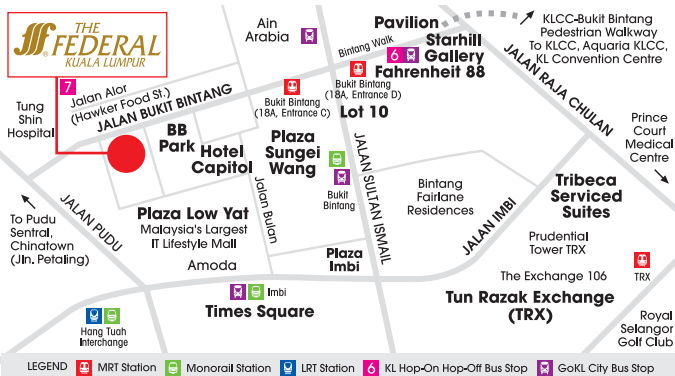 THE
FEDERAL
KUALA LUMPUR
7
Jalan Alor
(Hawker Food St.)
JALAN BUKIT BINTANG
Tung
Shin
Hospital
Ain
Arabia
Bintang Walk
Pavilion
6
Starhill
Gallery
Fahrenheit 88
KLCC-Bukit Bintang
Pedestrian Walkway
To KLCC, Aquaria KLCC,
KL Convention Centre
JALAN RAJA CHULAN
Bukit Bintang
(18A, Entrance C)
Bukit Bintang
(18A, Entrance D)
Lot 10
BB
Park
Hotel
Capitol
Plaza
Sungei
Wang
Bukit
Bintang
JALAN SULTAN ISMAIL
Prince
Court
Medical
Centre
Bintang
Fairlane
Residences
Tribeca
Serviced
Suites
JALAN IMBI
JALAN PUDU
To Pudu
Sentral,
Chinatown
(Jln. Petaling)
Plaza Low Yat
Malaysia's Largest
IT Lifestyle Mall
Jalan Bulan
Plaza
Imbi
Amoda
Imbi
Times Square
Prudential
Tower TRX
The Exchange 106
TRX
Tun Razak Exchange
(TRX)
Royal
Selangor
Golf Club
Hang Tuah
Interchange
LEGEND
MRT Station
Monorail Station
LRT Station
6 KL Hop-On Hop-Off Bus Stop
GoKL City Bus Stop